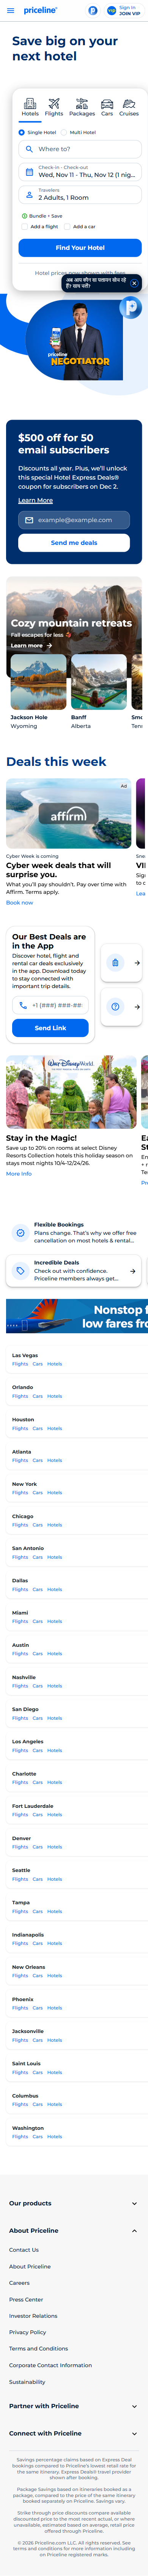 priceline
VIP
Sign in
JOIN VIP
Save big on your
next hotel
Hotels
Flights
Packages
Cars
Cruises
Single Hotel
Multi Hotel
Where to?
Check-in - Check-out
Wed, Nov 11 - Thu, Nov 12 (1 nig...
Travelers
2 Adults, 1 Room
Bundle + Save
Add a flight
Add a car
Find Your Hotel
Hotel prices now shown with fees
priceline
NEGOTIATOR
$500 off for 50
email subscribers
Discounts all year. Plus, we'll unlock
this special Hotel Express Deals®
coupon for subscribers on Dec 2.
Learn More
example@example.com
Send me deals
Cozy mountain retreats
Fall escapes for less
Learn more
Jackson Hole
Wyoming
Banff
Alberta
Smo
Tenn
Deals this week
Ad
affirm
Cyber Week is coming
Cyber week deals that will
surprise you.
What you'll pay shouldn't. Pay over time with
Affirm. Terms apply.
Book now
Sne
VII
Sig
to c
Lea
Our Best Deals are
in the App
Discover hotel, flight and
rental car deals exclusively
in the app. Download today
to stay connected with
important trip details.
+1 (###) ###-##
Send Link
Walt Disney World
Stay in the Magic!
Save up to 20% on rooms at select Disney
Resorts Collection hotels this holiday season on
stays most nights 10/4-12/24/26.
More info
Ea
St
En
+ r
Te
Pr
Flexible Bookings
Plans change. That's why we offer free
cancellation on most hotels & rental...
Incredible Deals
Check out with confidence.
Priceline members always get...
Nonstop fo
low fares fro
Las Vegas
Flights Cars Hotels
Orlando
Flights Cars Hotels
Houston
Flights Cars Hotels
Atlanta
Flights Cars Hotels
New York
Flights Cars Hotels
Chicago
Flights Cars Hotels
San Antonio
Flights Cars Hotels
Dallas
Flights Cars Hotels
Miami
Flights Cars Hotels
Austin
Flights Cars Hotels
Nashville
Flights Cars Hotels
San Diego
Flights Cars Hotels
Los Angeles
Flights Cars Hotels
Charlotte
Flights Cars Hotels
Fort Lauderdale
Flights Cars Hotels
Denver
Flights Cars Hotels
Seattle
Flights Cars Hotels
Tampa
Flights Cars Hotels
Indianapolis
Flights Cars Hotels
New Orleans
Flights Cars Hotels
Phoenix
Flights Cars Hotels
Jacksonville
Flights Cars Hotels
Saint Louis
Flights Cars Hotels
Columbus
Flights Cars Hotels
Washington
Flights Cars Hotels
Our products
About Priceline
Contact Us
About Priceline
Careers
Press Center
Investor Relations
Privacy Policy
Terms and Conditions
Corporate Contact Information
Sustainability
Partner with Priceline
Connect with Priceline
Savings percentage claims based on Express Deal
bookings compared to Priceline's lowest retail rate for
the same itinerary. Express Deals® travel provider
shown after booking.
Package Savings based on itineraries booked as a
package, compared to the price of the same itinerary
booked separately on Priceline. Savings vary.
Strike through price discounts compare available
discounted price to the most recent actual, or where
unavailable, estimated based on average, retail price
offered through Priceline.
© 2026 Priceline.com LLC. All rights reserved. See
terms and conditions for more information including
on Priceline registered marks.